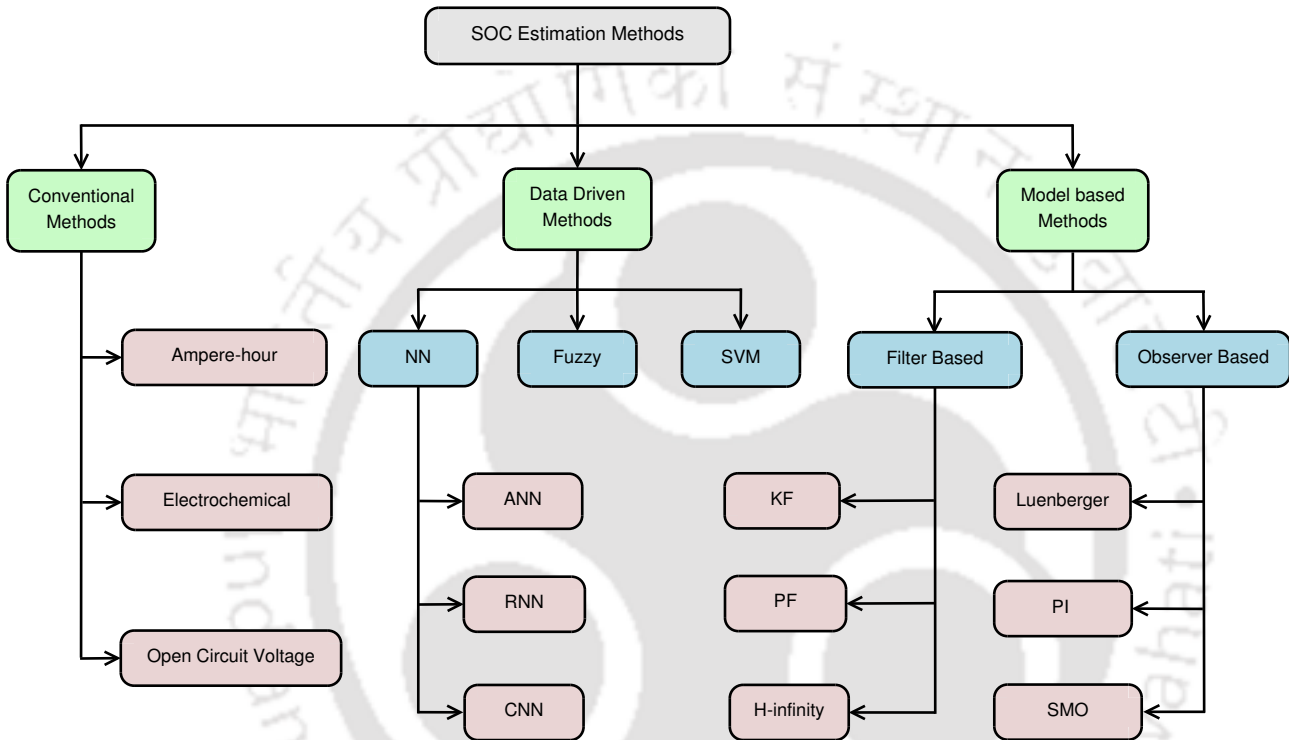 SOC Estimation Methods
Conventional
Methods
Data Driven
Methods
Model based
Methods
Ampere-hour
NN
Fuzzy
SVM
Filter Based
Observer Based
Electrochemical
ANN
KF
Luenberger
RNN
PF
PI
Open Circuit Voltage
CNN
H-infinity
SMO